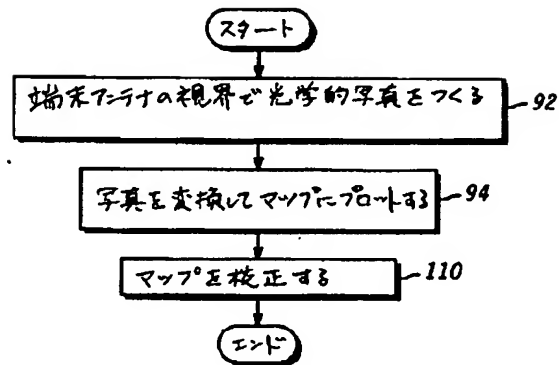 スタート
端末アンテナの視界で光学的写真をつくる
92
写真を変換してマップにプロットする
94
マップを校正する
110
エンド